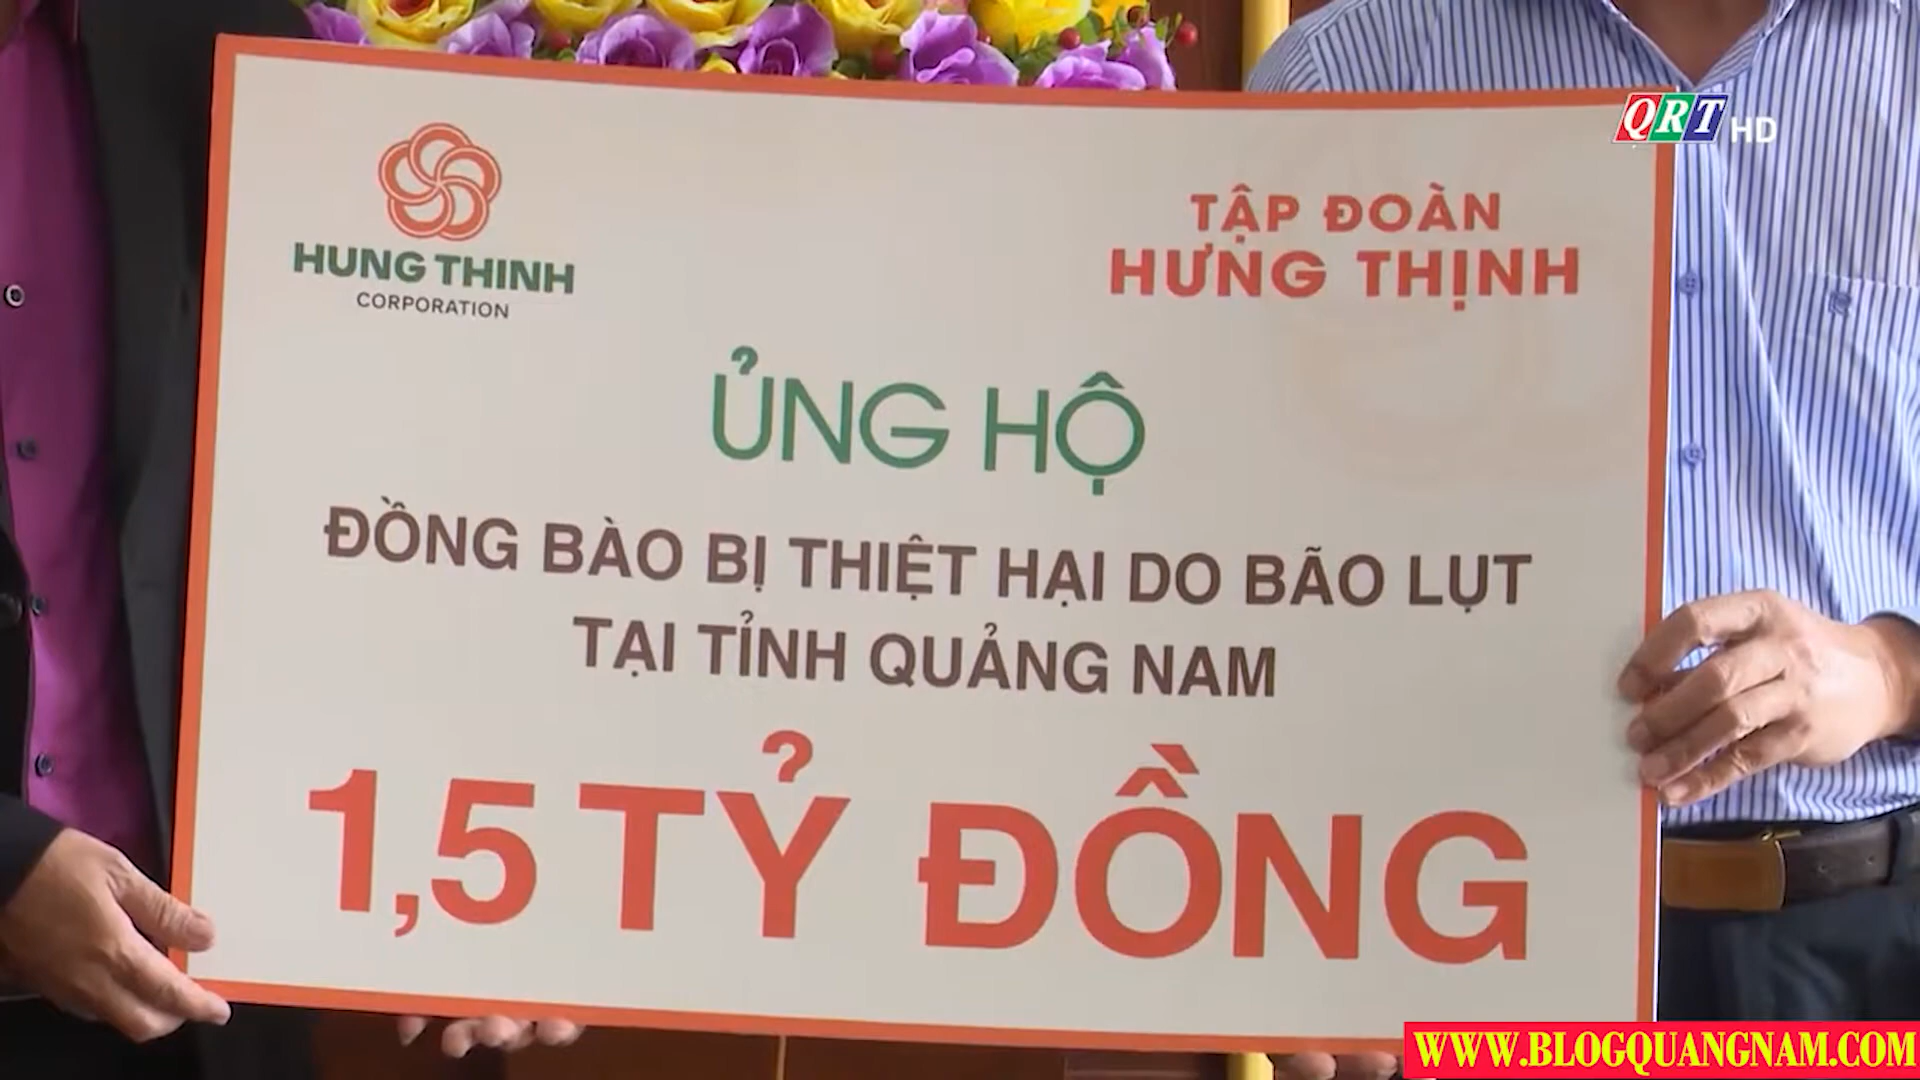 QRT HD
HUNG THINH
CORPORATION
TẬP ĐOÀN
HƯNG THỊNH
ỦNG HỘ
ĐỒNG BÀO BỊ THIỆT HẠI DO BÃO LỤT
TẠI TỈNH QUẢNG NAM
1,5 TỶ ĐỒNG
WWW.BLOGQUANGNAM.COM